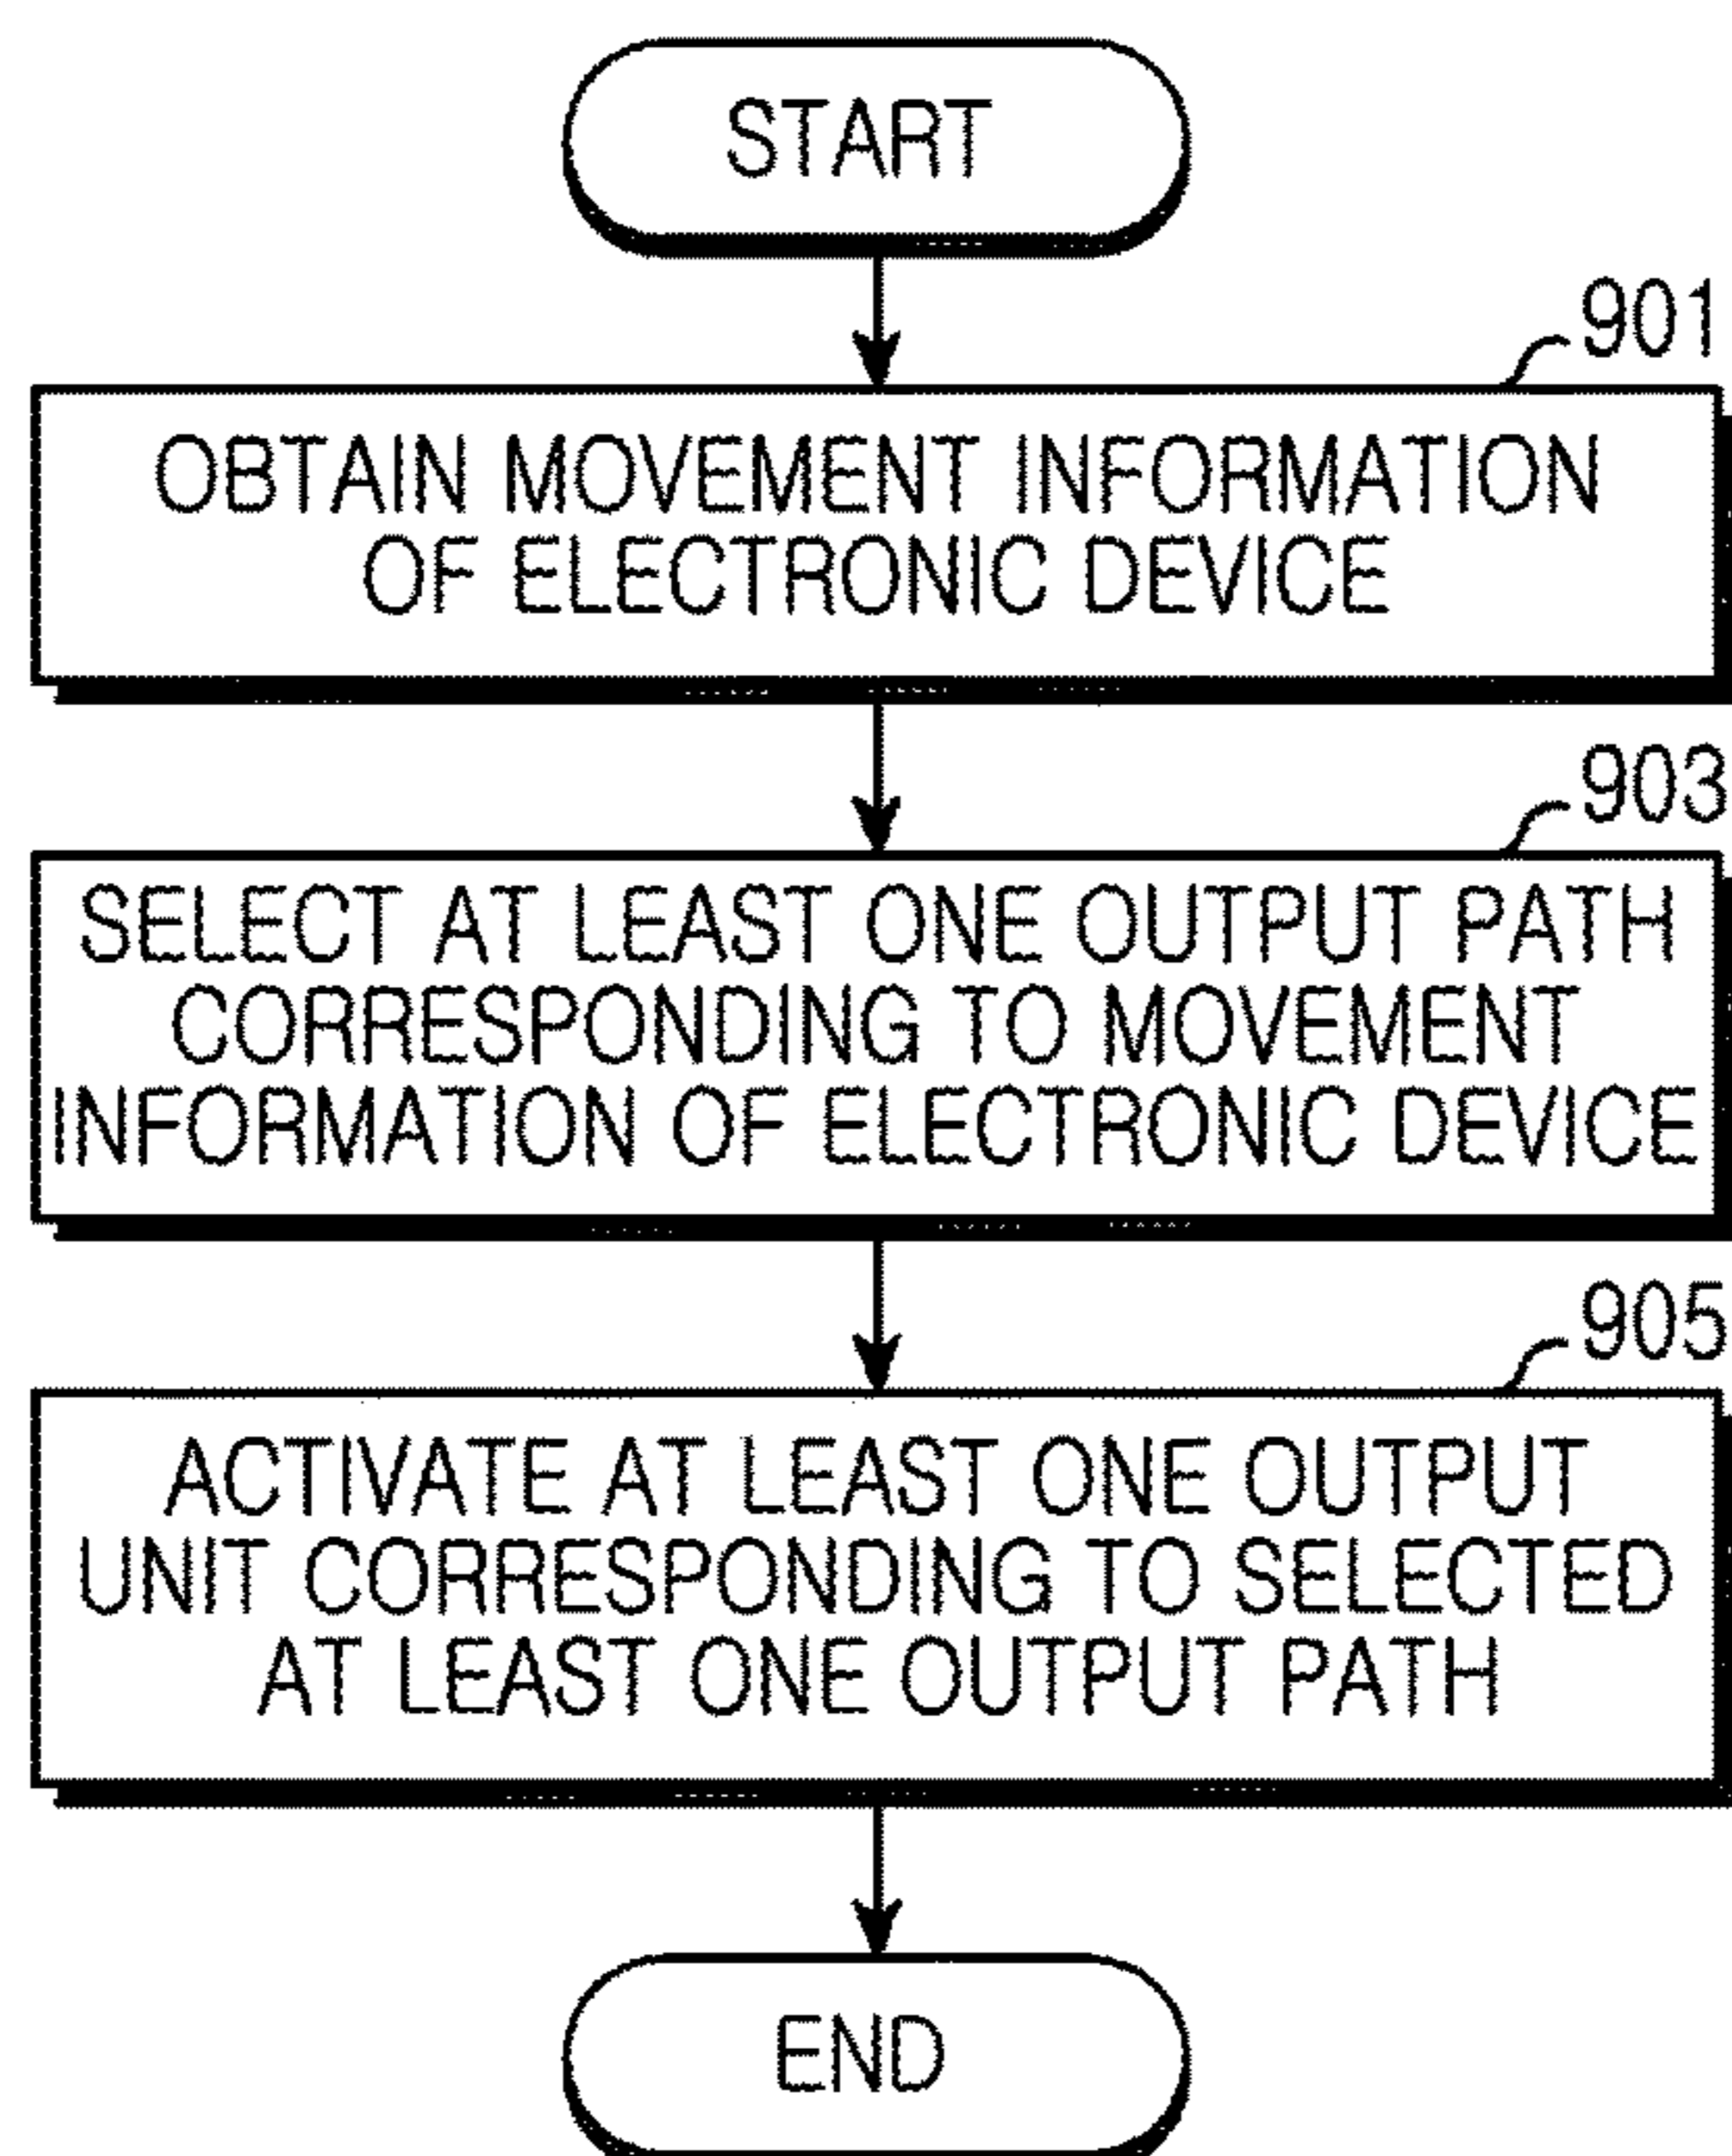 START
901
OBTAIN MOVEMENT INFORMATION
OF ELECTRONIC DEVICE
903
SELECT AT LEAST ONE OUTPUT PATH
CORRESPONDING TO MOVEMENT
INFORMATION OF ELECTRONIC DEVICE
905
ACTIVATE AT LEAST ONE OUTPUT
UNIT CORRESPONDING TO SELECTED
AT LEAST ONE OUTPUT PATH
END